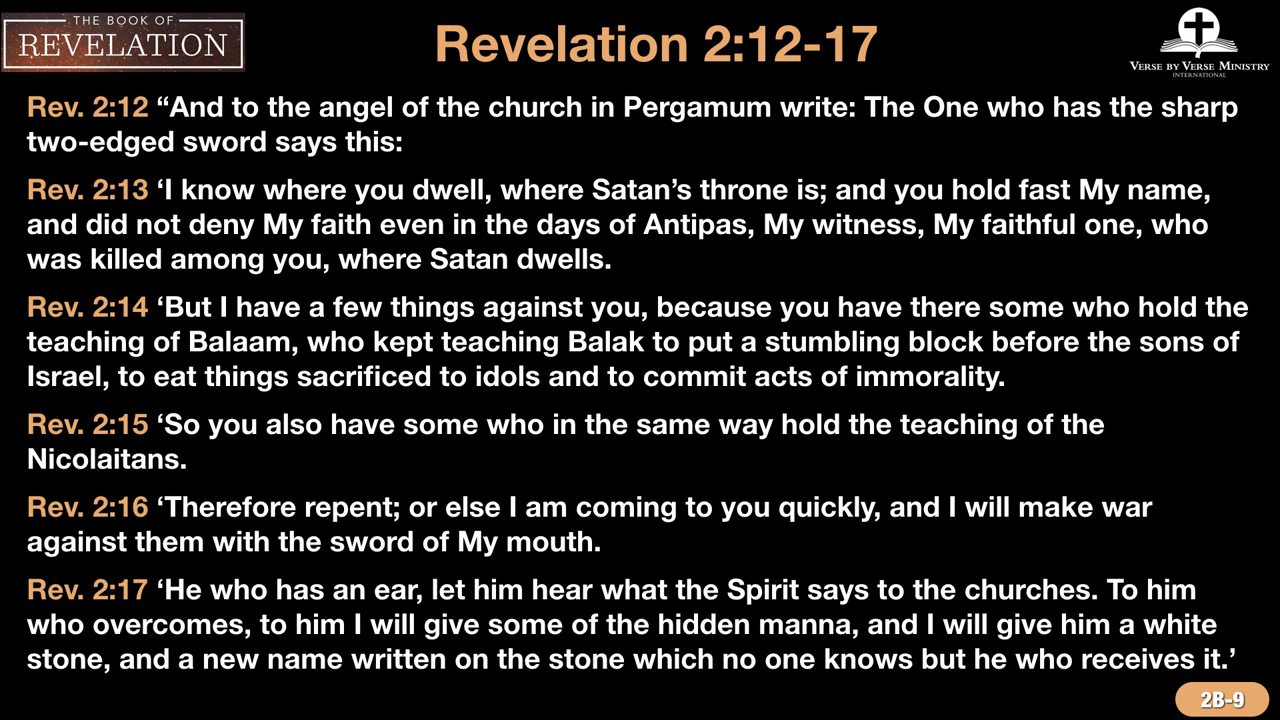 THE BOOK OF
REVELATION
Revelation 2:12-17
VERSE BY VERSE MINISTRY
INTERNATIONAL
Rev. 2:12 “And to the angel of the church in Pergamum write: The One who has the sharp
two-edged sword says this:
Rev. 2:13 ‘I know where you dwell, where Satan’s throne is; and you hold fast My name,
and did not deny My faith even in the days of Antipas, My witness, My faithful one, who
was killed among you, where Satan dwells.
Rev. 2:14 ‘But I have a few things against you, because you have there some who hold the
teaching of Balaam, who kept teaching Balak to put a stumbling block before the sons of
Israel, to eat things sacrificed to idols and to commit acts of immorality.
Rev. 2:15 ‘So you also have some who in the same way hold the teaching of the
Nicolaitans.
Rev. 2:16 ‘Therefore repent; or else I am coming to you quickly, and I will make war
against them with the sword of My mouth.
Rev. 2:17 ‘He who has an ear, let him hear what the Spirit says to the churches. To him
who overcomes, to him I will give some of the hidden manna, and I will give him a white
stone, and a new name written on the stone which no one knows but he who receives it.’
2B-9